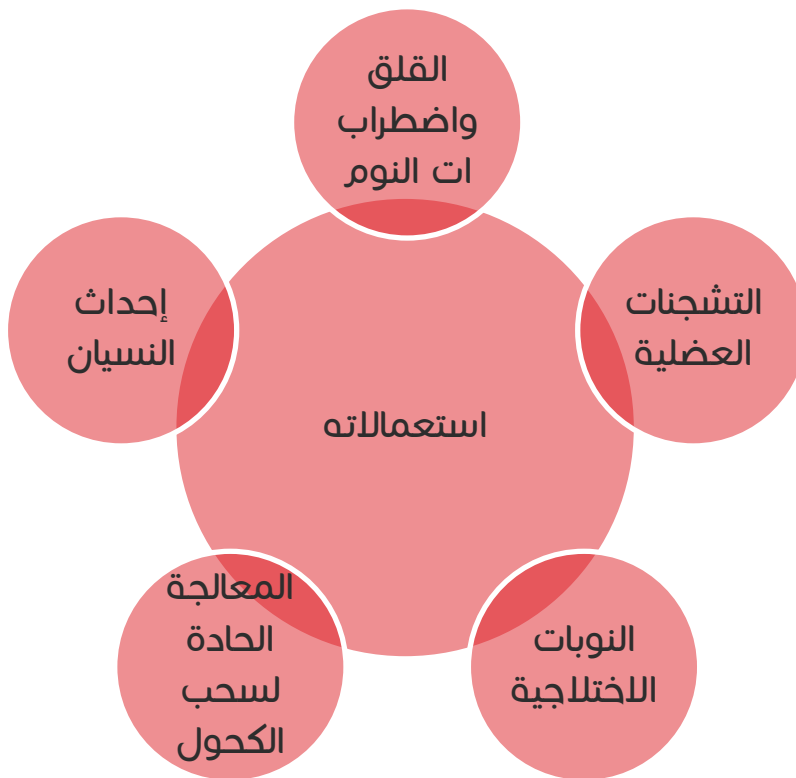 القلق
واضطراب
ات النوم
التشجنات
العضلية
النوبات
الاختلاجية
المعالجة
الحادة
لسحب
الكحول
إحداث
النسيان
استعمالاته